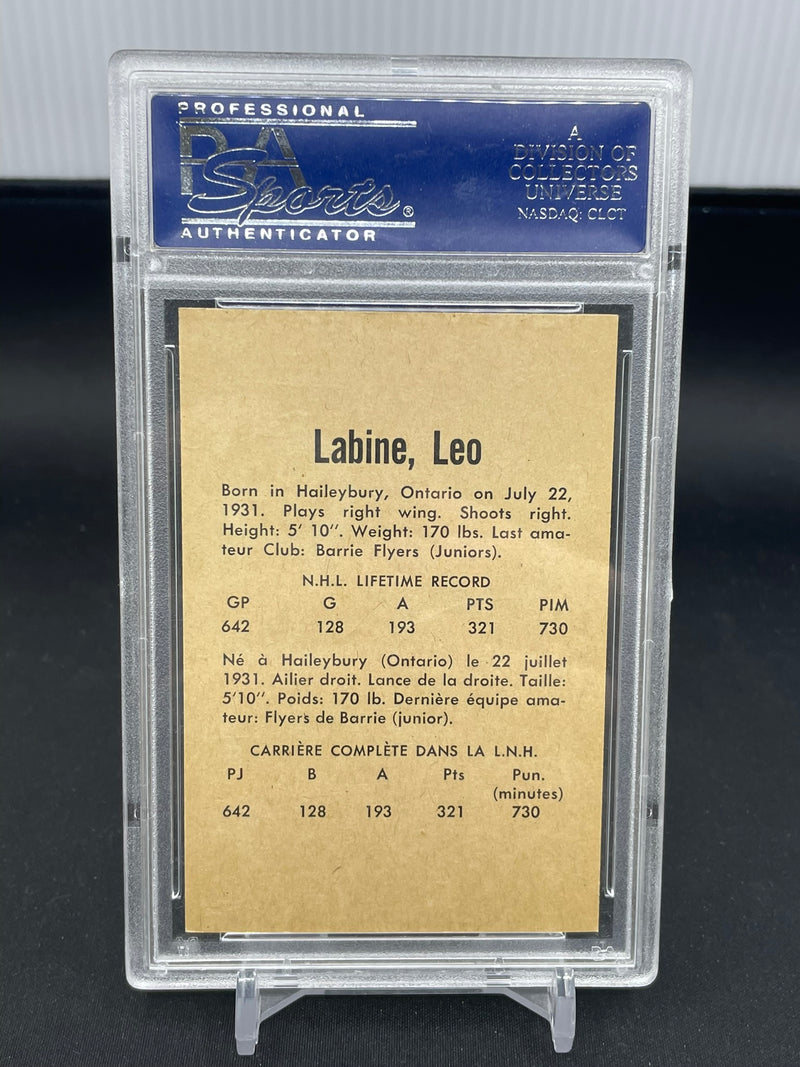 PROFESSIONAL
PSA
Sports®
AUTHENTICATOR
A
DIVISION OF
COLLECTORS
UNIVERSE
NASDAQ: CLCT
Labine, Leo
Born in Haileybury, Ontario on July 22,
1931. Plays right wing. Shoots right.
Height: 5' 10". Weight: 170 lbs. Last ama-
teur Club: Barrie Flyers (Juniors).
N.H.L. LIFETIME RECORD
GP G A PTS PIM
642 128 193 321 730
Né à Haileybury (Ontario) le 22 juillet
1931. Ailier droit. Lance de la droite. Taille:
5'10". Poids: 170 lb. Dernière équipe ama-
teur: Flyers de Barrie (junior).
CARRIÈRE COMPLÈTE DANS LA L.N.H.
PJ B A Pts Pun.
(minutes)
642 128 193 321 730